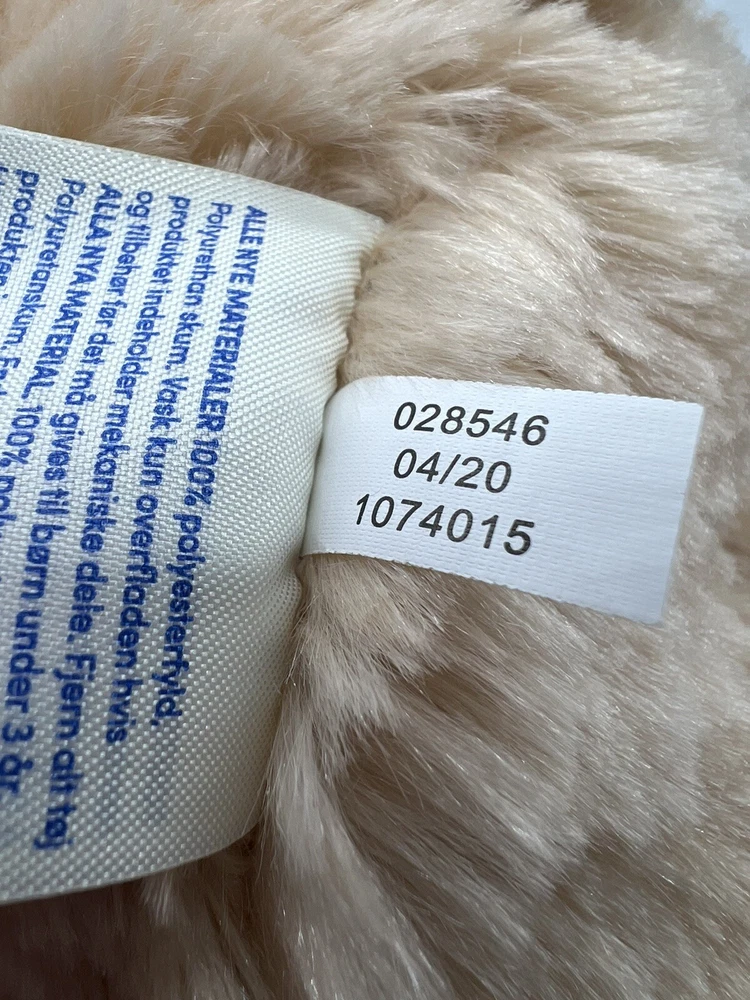 ALLE NYE MATERIALER 100% polyesterfyld.
Polyurethan skum. Vask kun overfladen hvis
produktet indeholder mekaniske dele. Fjern alt tøj
og tilbehør før det må gives til børn under 3 år
ALLA NYA MATERIAL. 100%
Polyuretanskum.
produkten
028546
04/20
1074015